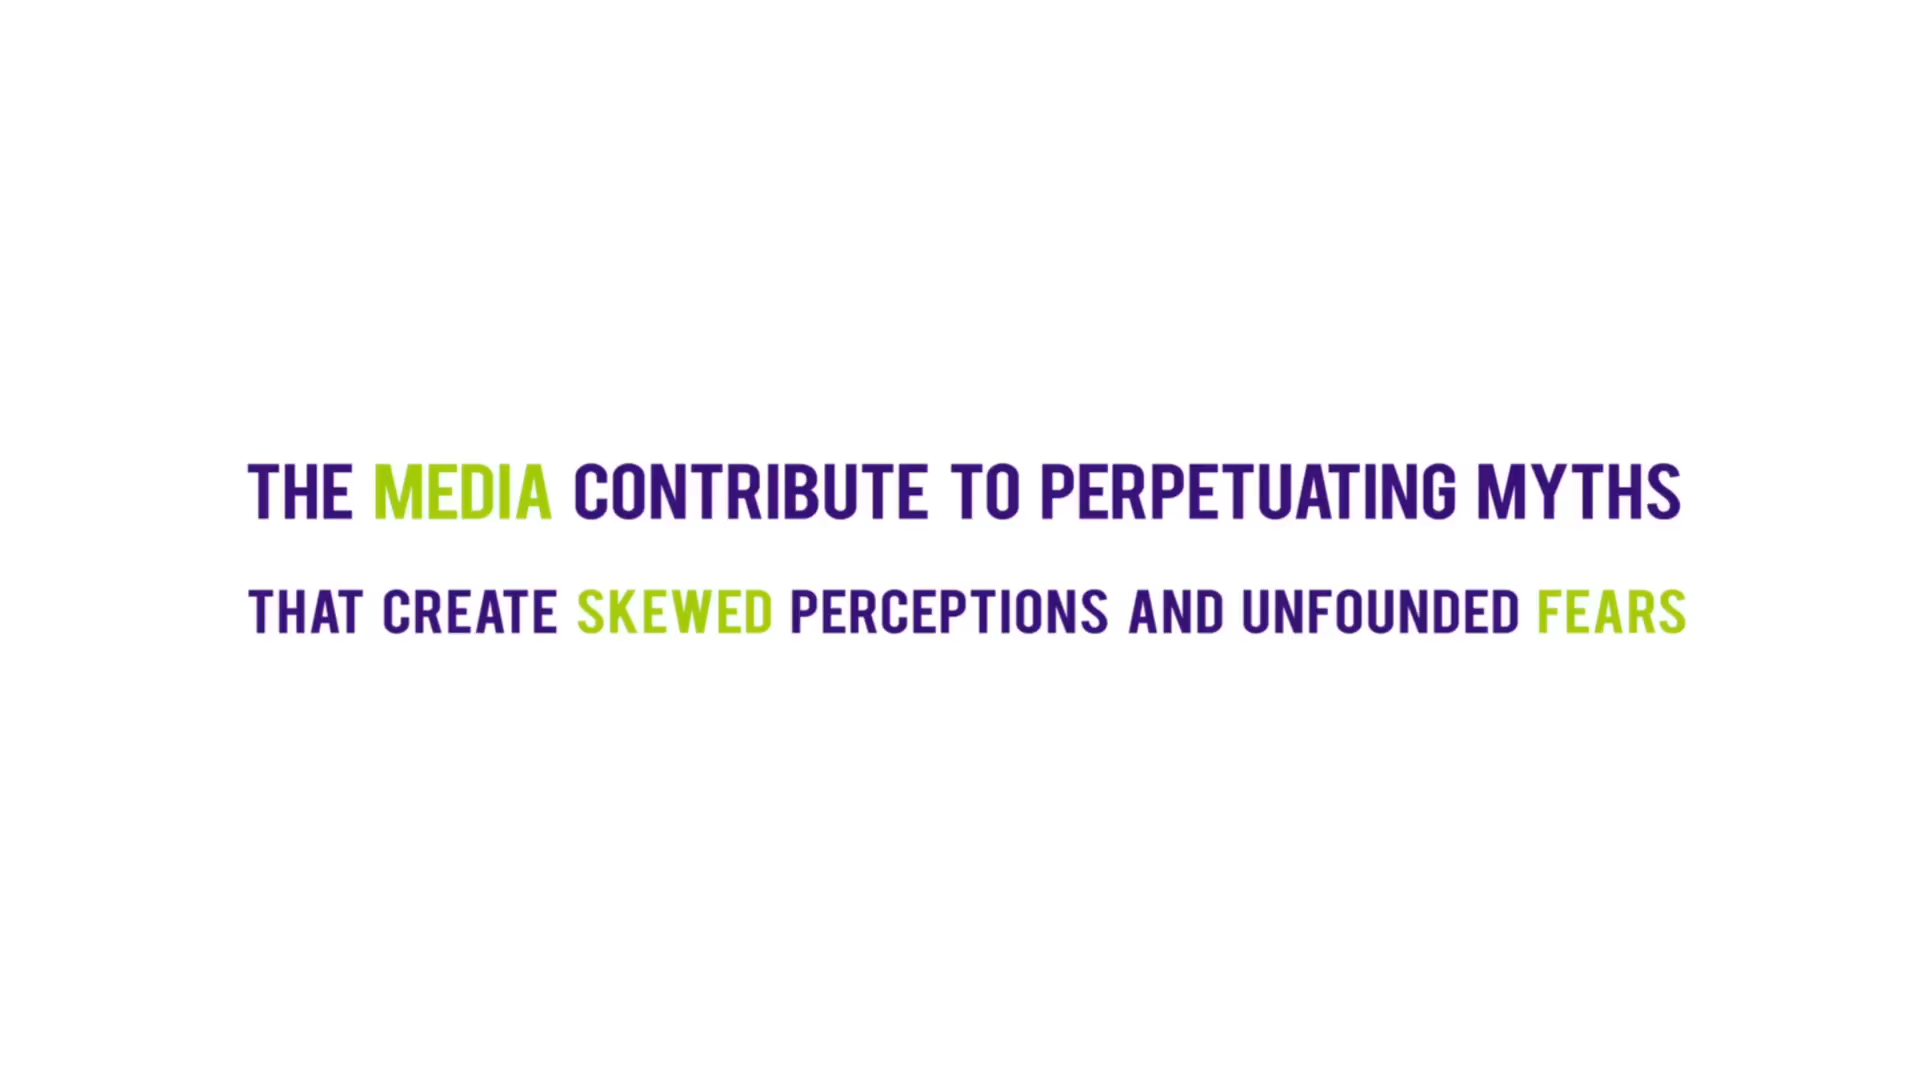 THE MEDIA CONTRIBUTE TO PERPETUATING MYTHS
THAT CREATE SKEWED PERCEPTIONS AND UNFOUNDED FEARS